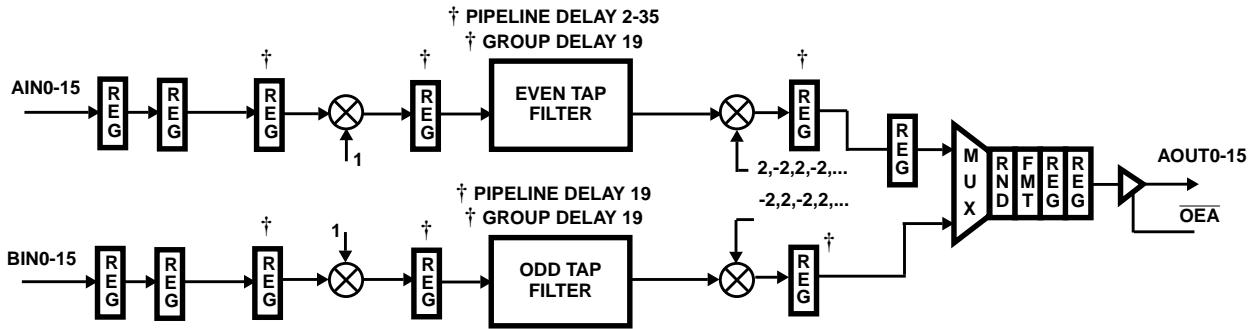 † PIPELINE DELAY 2-35
† GROUP DELAY 19
† † †
AIN0-15
REG
REG
REG
1
REG
EVEN TAP
FILTER
2,-2,2,-2,...
REG
REG
MUX
RND
FMT
REG
REG
AOUT0-15
OEA
† PIPELINE DELAY 19
† GROUP DELAY 19
-2,2,-2,2,...
† † †
BIN0-15
REG
REG
REG
1
REG
ODD TAP
FILTER
REG